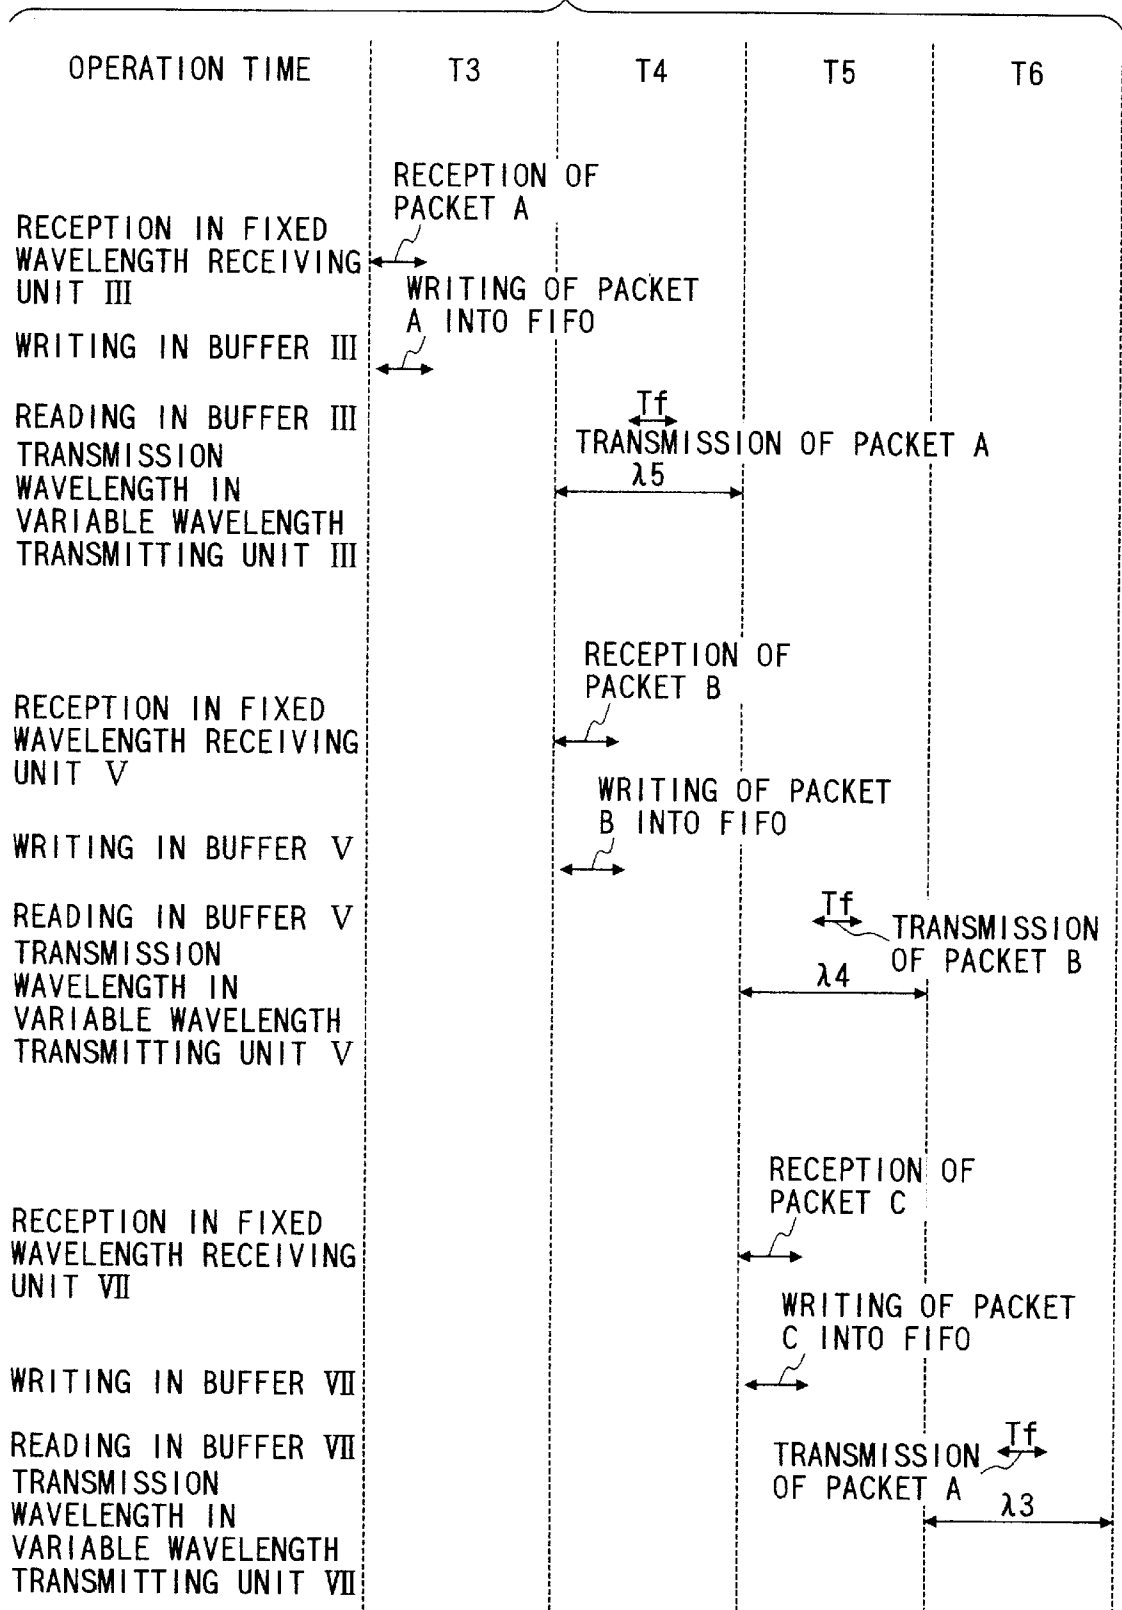 OPERATION TIME T3 T4 T5 T6
RECEPTION OF
PACKET A
RECEPTION IN FIXED
WAVELENGTH RECEIVING
UNIT III
WRITING OF PACKET
A INTO FIFO
WRITING IN BUFFER III
READING IN BUFFER III
Tf
TRANSMISSION OF PACKET A
TRANSMISSION
WAVELENGTH IN
VARIABLE WAVELENGTH
TRANSMITTING UNIT III
λ5
RECEPTION OF
PACKET B
RECEPTION IN FIXED
WAVELENGTH RECEIVING
UNIT V
WRITING OF PACKET
B INTO FIFO
WRITING IN BUFFER V
READING IN BUFFER V
Tf
TRANSMISSION
OF PACKET B
TRANSMISSION
WAVELENGTH IN
VARIABLE WAVELENGTH
TRANSMITTING UNIT V
λ4
RECEPTION OF
PACKET C
RECEPTION IN FIXED
WAVELENGTH RECEIVING
UNIT VII
WRITING OF PACKET
C INTO FIFO
WRITING IN BUFFER VII
READING IN BUFFER VII
Tf
TRANSMISSION
OF PACKET A
TRANSMISSION
WAVELENGTH IN
VARIABLE WAVELENGTH
TRANSMITTING UNIT VII
λ3